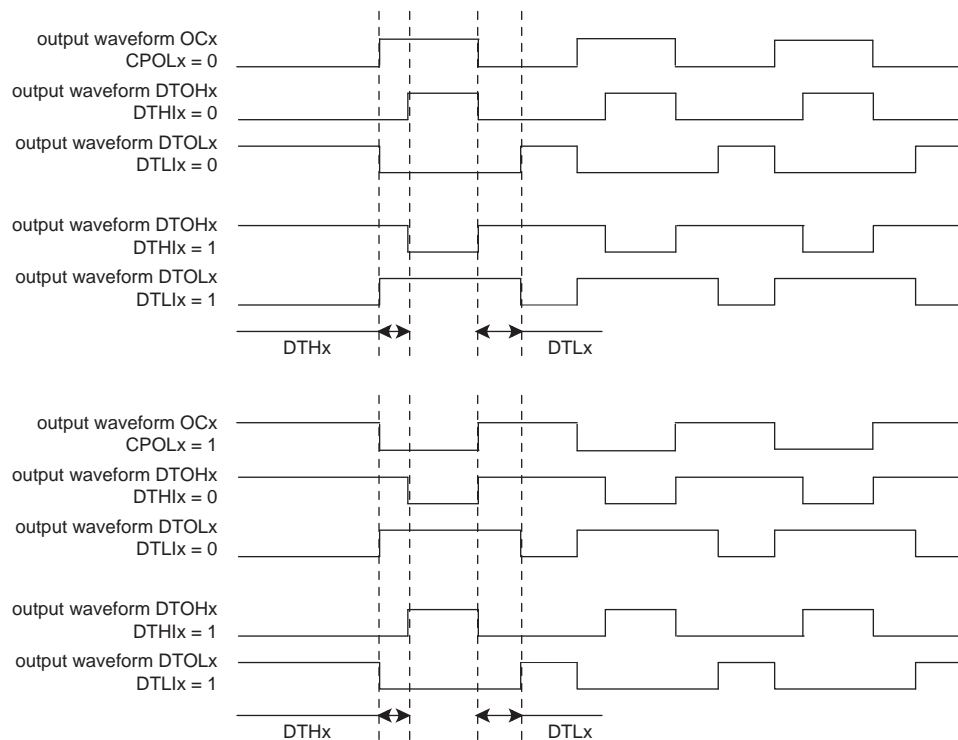 output waveform OCx
CPOLx = 0
output waveform DTOHx
DTHIx = 0
output waveform DTOLx
DTLIx = 0
output waveform DTOHx
DTHIx = 1
output waveform DTOLx
DTLIx = 1
DTHx
DTLx
output waveform OCx
CPOLx = 1
output waveform DTOHx
DTHIx = 0
output waveform DTOLx
DTLIx = 0
output waveform DTOHx
DTHIx = 1
output waveform DTOLx
DTLIx = 1
DTHx
DTLx